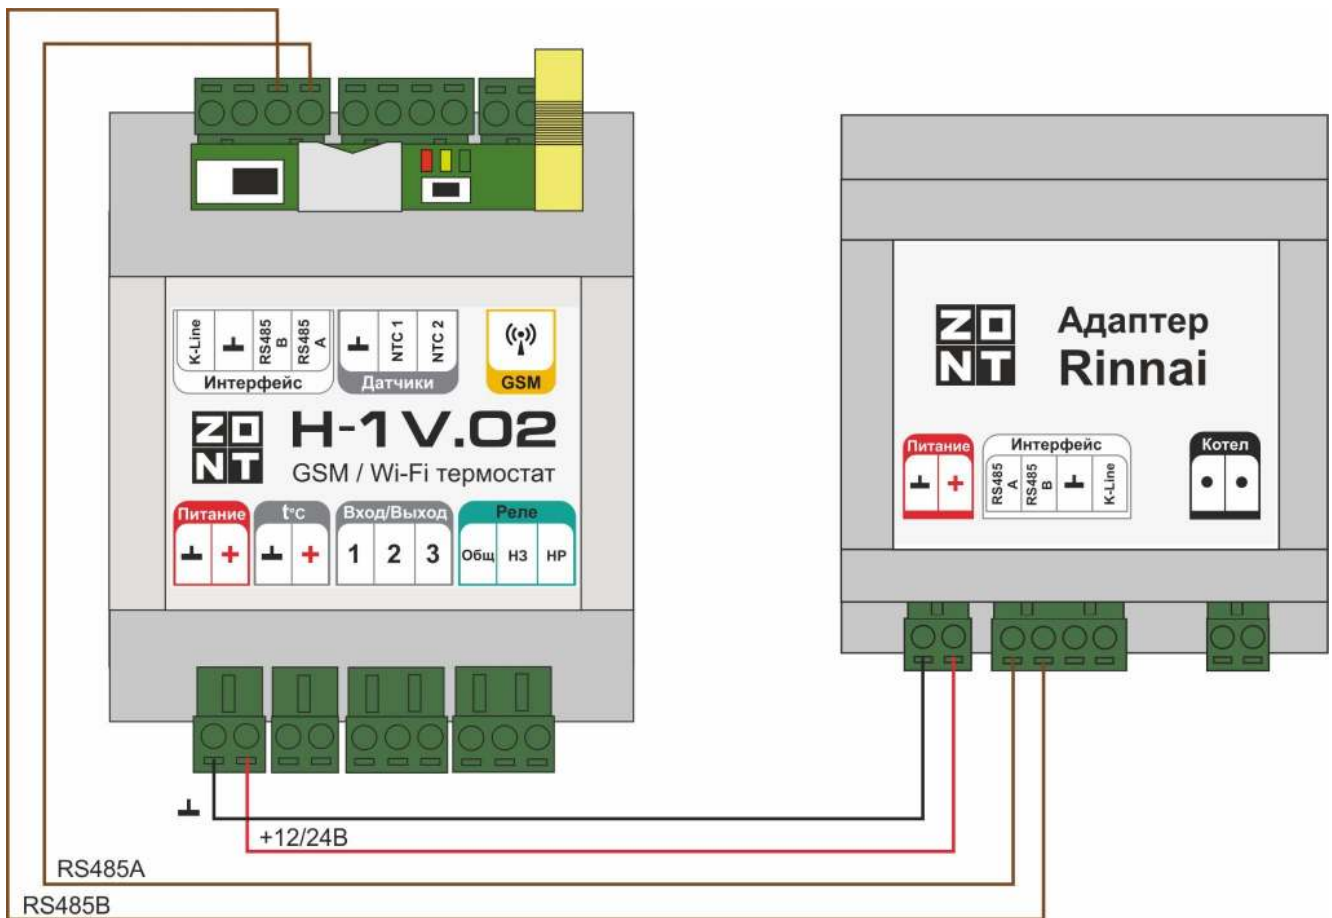 K-Line
RS485
B
RS485
A
Интерфейс
NTC 1
NTC 2
Датчики
GSM
ZONT
H-1 V.02
GSM / Wi-Fi термостат
Питание
+
t°C
+
Вход/Выход
1
2
3
Реле
Общ
НЗ
НР
ZONT
Адаптер
Rinnai
Питание
+
Интерфейс
RS485
A
RS485
B
K-Line
Котел
+12/24В
RS485A
RS485B